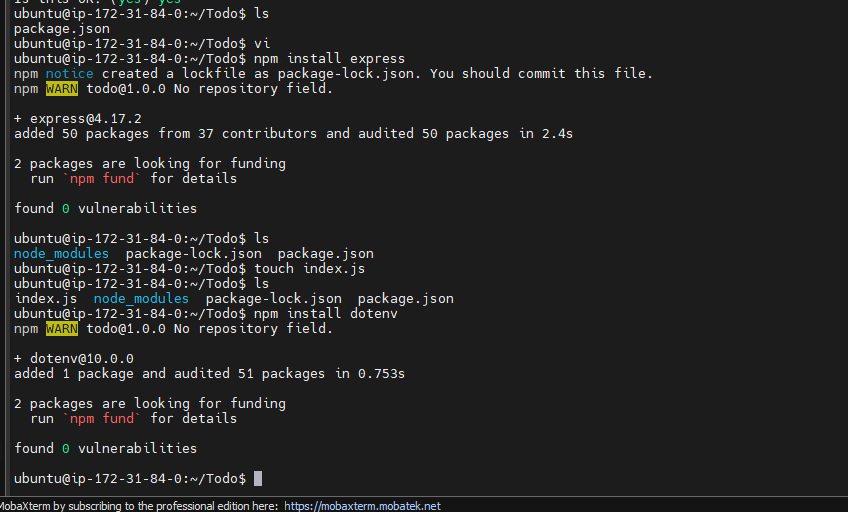 is this OK? (yes) yes
ubuntu@ip-172-31-84-0:~/Todo$ ls
package.json
ubuntu@ip-172-31-84-0:~/Todo$ vi
ubuntu@ip-172-31-84-0:~/Todo$ npm install express
npm notice created a lockfile as package-lock.json. You should commit this file.
npm WARN todo@1.0.0 No repository field.
+ express@4.17.2
added 50 packages from 37 contributors and audited 50 packages in 2.4s
2 packages are looking for funding
run `npm fund` for details
found 0 vulnerabilities
ubuntu@ip-172-31-84-0:~/Todo$ ls
node_modules package-lock.json package.json
ubuntu@ip-172-31-84-0:~/Todo$ touch index.js
ubuntu@ip-172-31-84-0:~/Todo$ ls
index.js node_modules package-lock.json package.json
ubuntu@ip-172-31-84-0:~/Todo$ npm install dotenv
npm WARN todo@1.0.0 No repository field.
+ dotenv@10.0.0
added 1 package and audited 51 packages in 0.753s
2 packages are looking for funding
run `npm fund` for details
found 0 vulnerabilities
ubuntu@ip-172-31-84-0:~/Todo$
MobaXterm by subscribing to the professional edition here: https://mobaxterm.mobatek.net